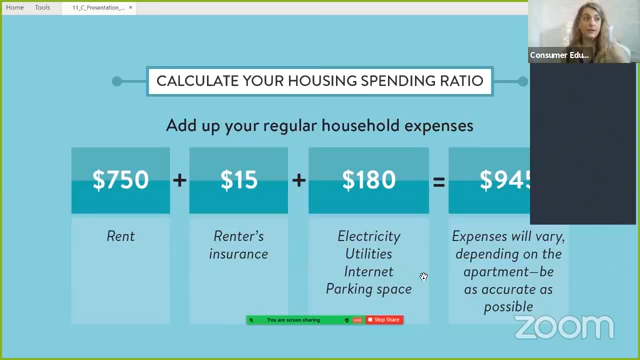 Home Tools 11_C_Presentation_... ×
Consumer Edu...
CALCULATE YOUR HOUSING SPENDING RATIO
Add up your regular household expenses
$750 + $15 + $180 = $945
Rent
Renter's
insurance
Electricity
Utilities
Internet
Parking space
Expenses will vary,
depending on the
apartment—be
as accurate as
possible
You are screen sharing Stop Share
zoom